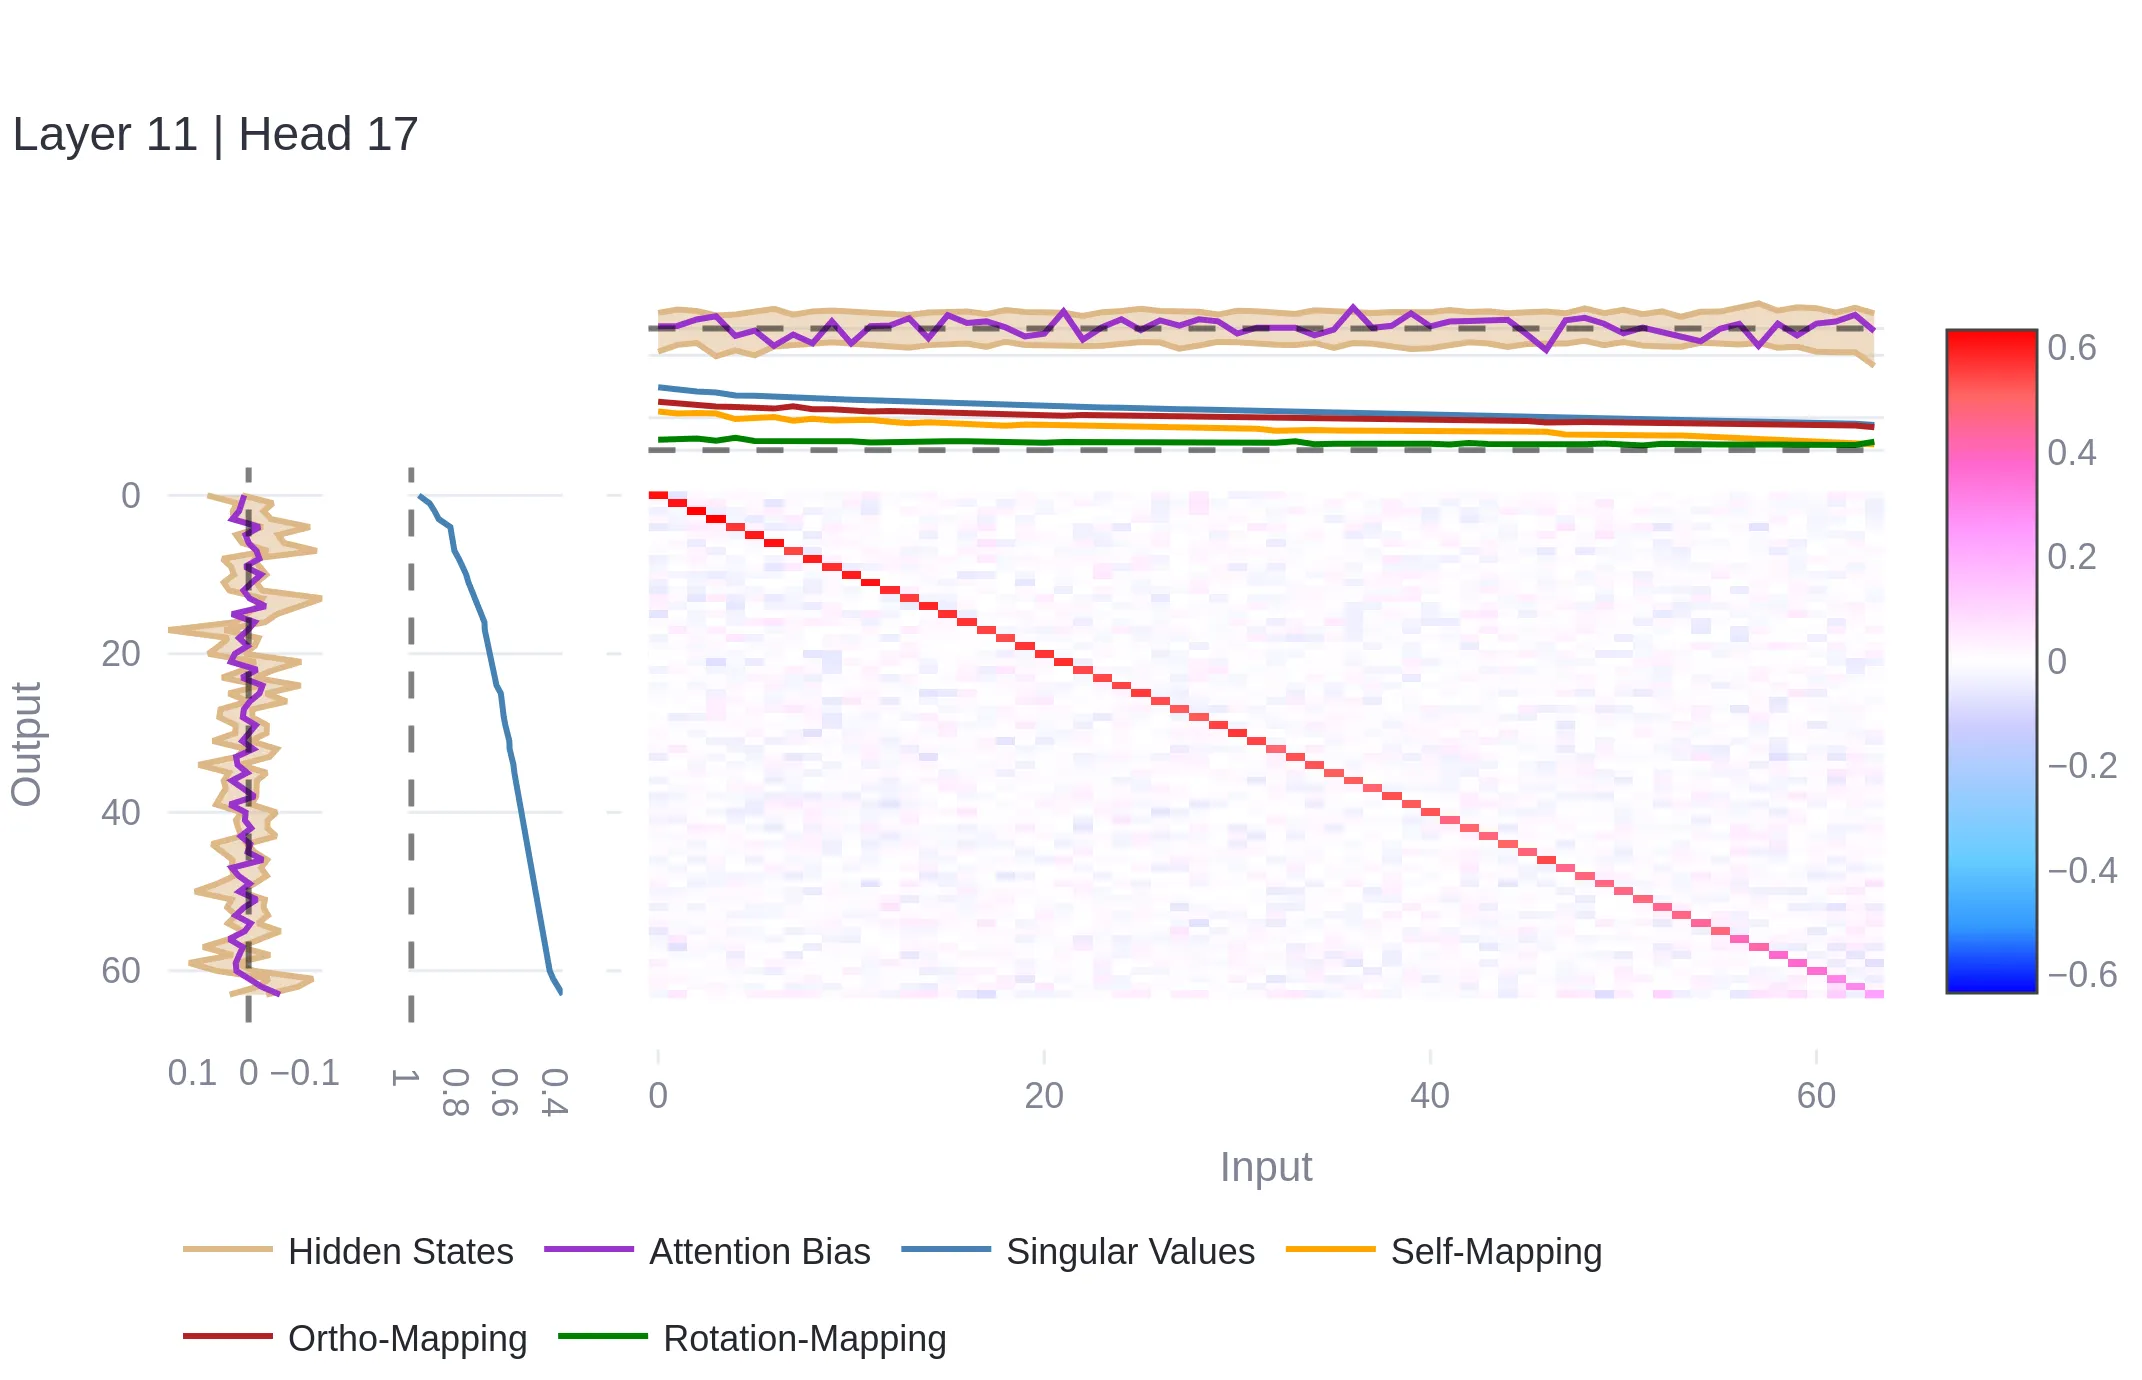 Layer 11 | Head 17
0.6
0.4
0.2
0
−0.2
−0.4
−0.6
Output
0
20
40
60
0.1 0 −0.1
1 0.8 0.6 0.4
0 20 40 60
Input
Hidden States Attention Bias Singular Values Self-Mapping
Ortho-Mapping Rotation-Mapping